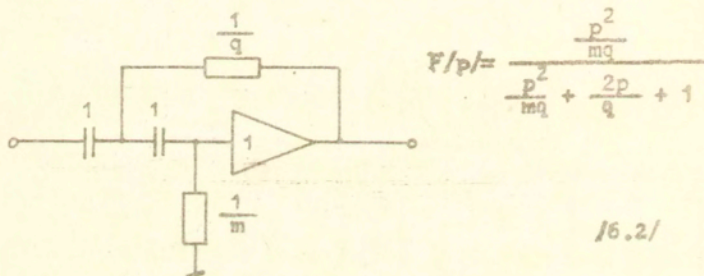 1
q
1 1
1
1
m
F/p/=
p²
mq
p²
mq + 2p
q + 1
/6.2/